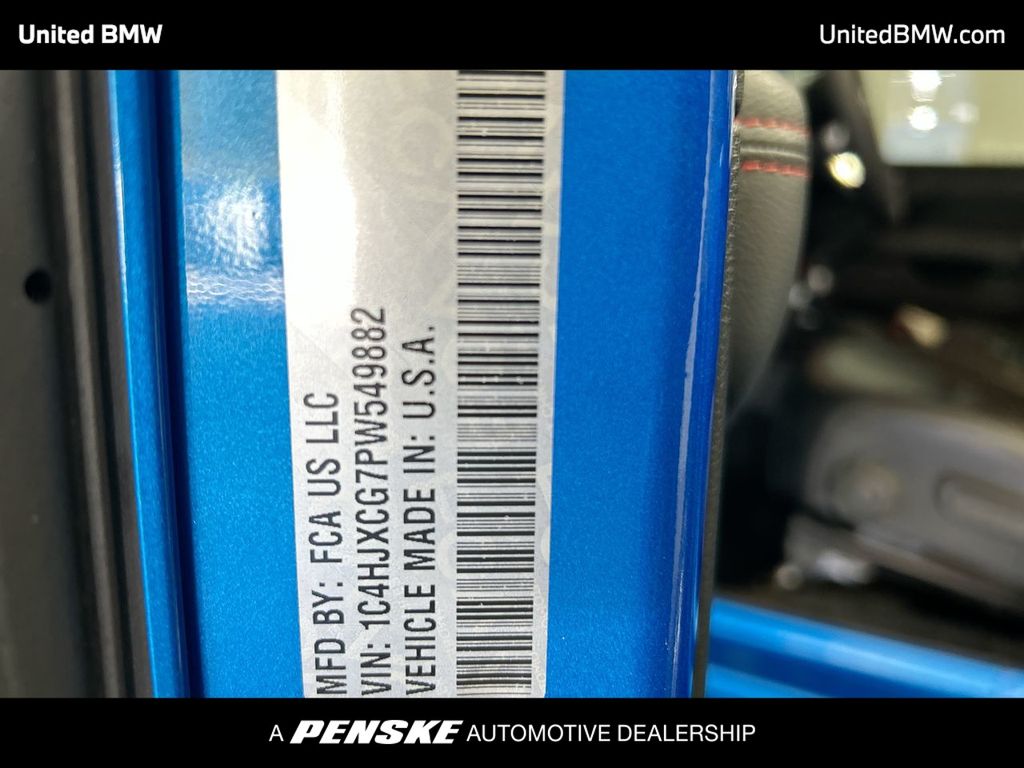 United BMW
UnitedBMW.com
MFD BY: FCA US LLC
VIN: 1C4HJXCG7PW549882
VEHICLE MADE IN: U.S.A.
A PENSKE AUTOMOTIVE DEALERSHIP